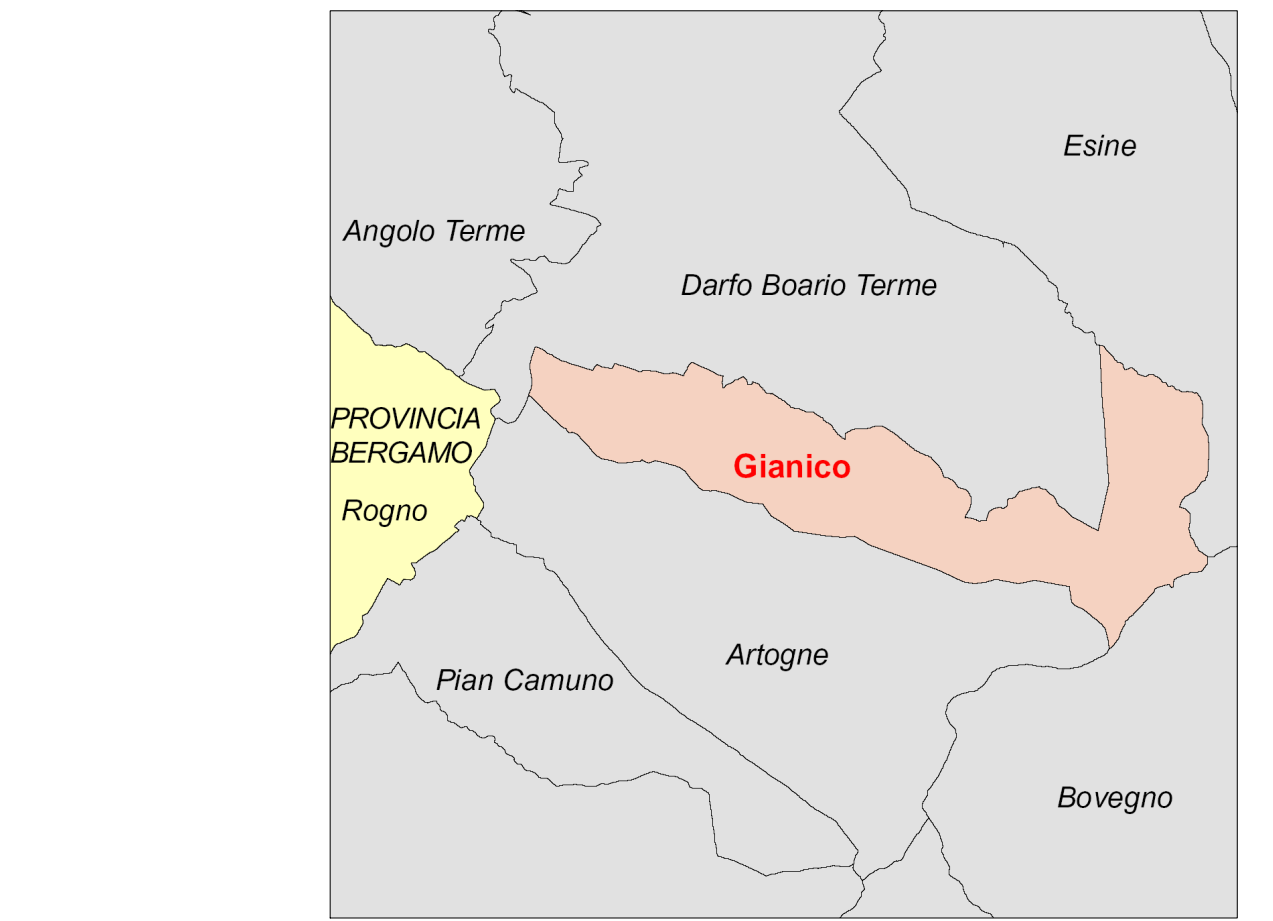 Esine
Angolo Terme
Darfo Boario Terme
PROVINCIA
BERGAMO
Gianico
Rogno
Artogne
Pian Camuno
Bovegno